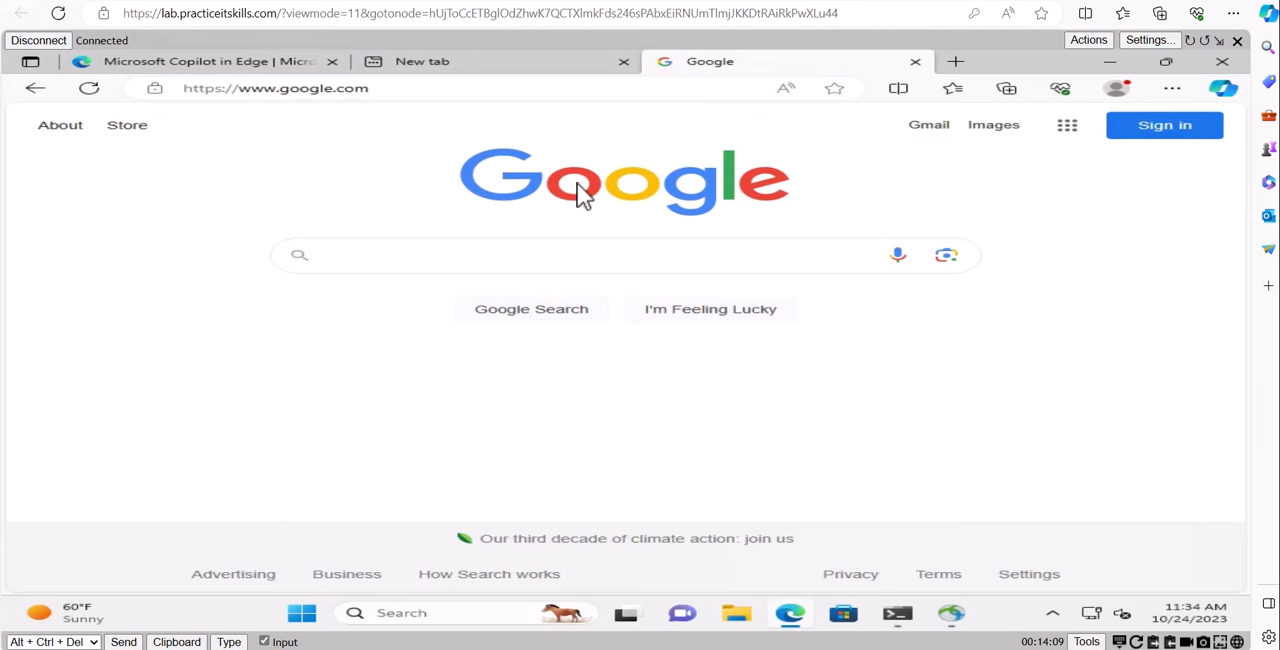 https://lab.practiceitskills.com/?viewmode=11&gotonode=hUjToCcETBglOdZhwK7QCTXlmkFds246sPAbxEiRNUmTlmjJKKDtRAiRkPwXLu44
Disconnect Connected Actions Settings...
Microsoft Copilot in Edge | Micr New tab Google
https://www.google.com
About Store Gmail Images Sign in
Google
Google Search I'm Feeling Lucky
Our third decade of climate action: join us
Advertising Business How Search works Privacy Terms Settings
60°F
Sunny
Search
11:34 AM
10/24/2023
Alt + Ctrl + Del Send Clipboard Type Input 00:14:09 Tools